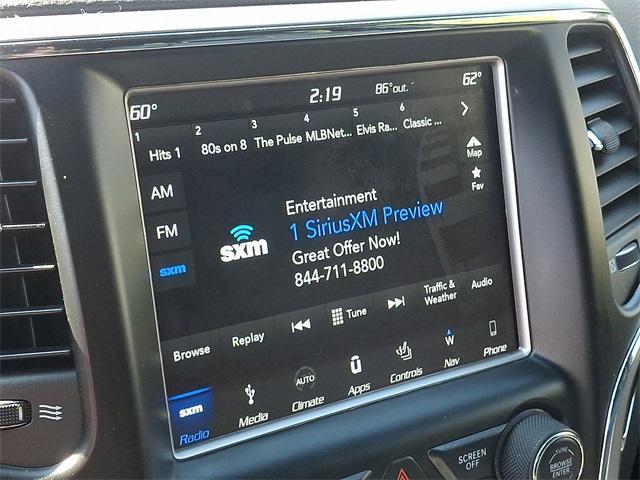 60° 2:19 86°out. 62°
1 2 3 4 5 6
Hits 1 80s on 8 The Pulse MLBNet... Elvis Ra... Classic ...
Map
Fav
AM
FM
sxm
sxm
Entertainment
1 SiriusXM Preview
Great Offer Now!
844-711-8800
Browse Replay Tune Traffic & Weather Audio
sxm AUTO W
Radio Media Climate Apps Controls Nav Phone
SCREEN OFF
TUNE
BROWSE
ENTER